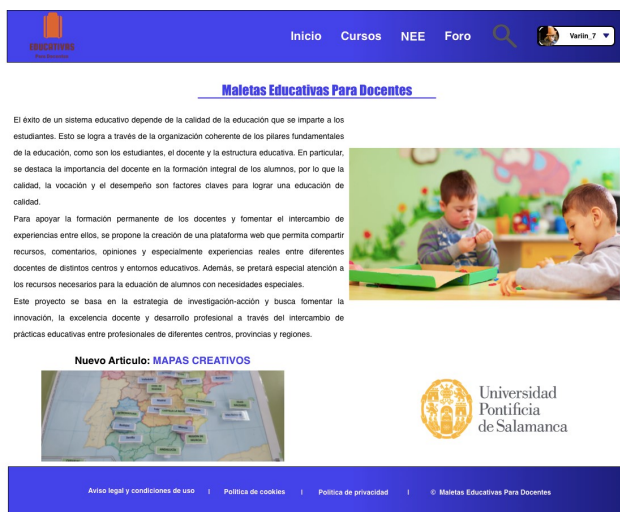 EDUCATIVOS
Inicio Cursos NEE Foro Variin_7
Maletas Educativas Para Docentes
El éxito de un sistema educativo depende de la calidad de la educación que se imparte a los
estudiantes. Esto se logra a través de la organización coherente de los pilares fundamentales
de la educación, como son los estudiantes, el docente y la estructura educativa. En particular,
se destaca la importancia del docente en la formación integral de los alumnos, por lo que la
calidad, la vocación y el desempeño son factores claves para lograr una educación de
calidad.
Para apoyar la formación permanente de los docentes y fomentar el intercambio de
experiencias entre ellos, se propone la creación de una plataforma web que permita compartir
recursos, comentarios, opiniones y especialmente experiencias reales entre diferentes
docentes de distintos centros y entornos educativos. Además, se pretará especial atención a
los recursos necesarios para la eduación de alumnos con necesidades especiales.
Este proyecto se basa en la estrategia de investigación-acción y busca fomentar la
innovación, la excelencia docente y desarrollo profesional a través del intercambio de
prácticas educativas entre profesionales de diferentes centros, provincias y regiones.
Nuevo Articulo: MAPAS CREATIVOS
Universidad
Pontificia
de Salamanca
Aviso legal y condiciones de uso | Política de cookies | Política de privacidad | © Maletas Educativas Para Docentes